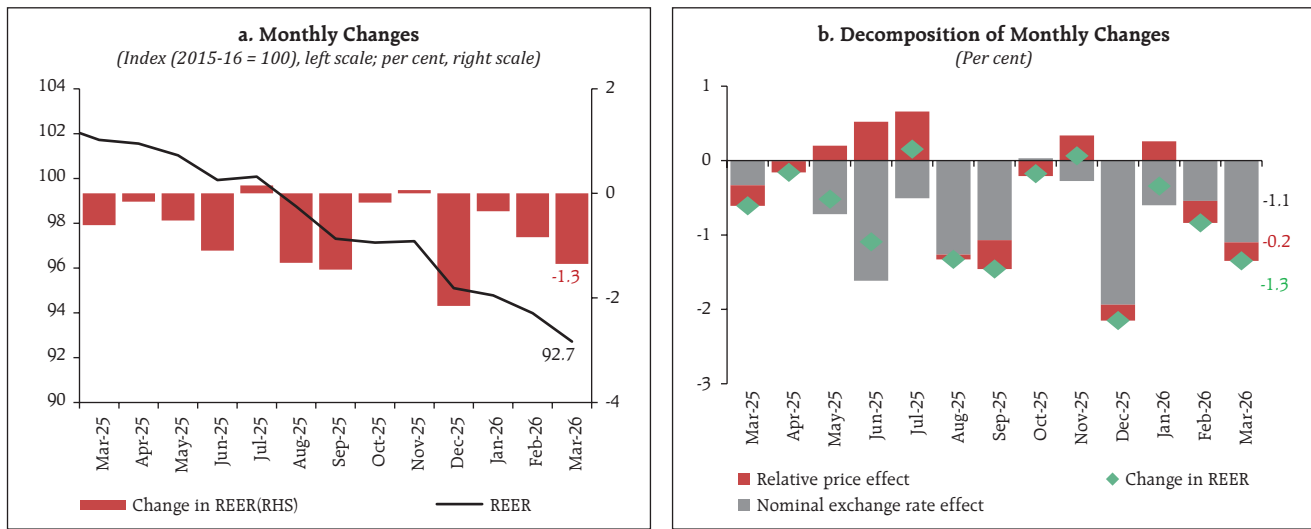 a. Monthly Changes
(Index (2015-16 = 100), left scale; per cent, right scale)
104
102
100
98
96
94
92
90
2
0
-2
-4
-1.3
92.7
Mar-25
Apr-25
May-25
Jun-25
Jul-25
Aug-25
Sep-25
Oct-25
Nov-25
Dec-25
Jan-26
Feb-26
Mar-26
Change in REER(RHS)
REER
b. Decomposition of Monthly Changes
(Per cent)
1
0
-1
-2
-3
-1.1
-0.2
-1.3
Mar-25
Apr-25
May-25
Jun-25
Jul-25
Aug-25
Sep-25
Oct-25
Nov-25
Dec-25
Jan-26
Feb-26
Mar-26
Relative price effect
Change in REER
Nominal exchange rate effect